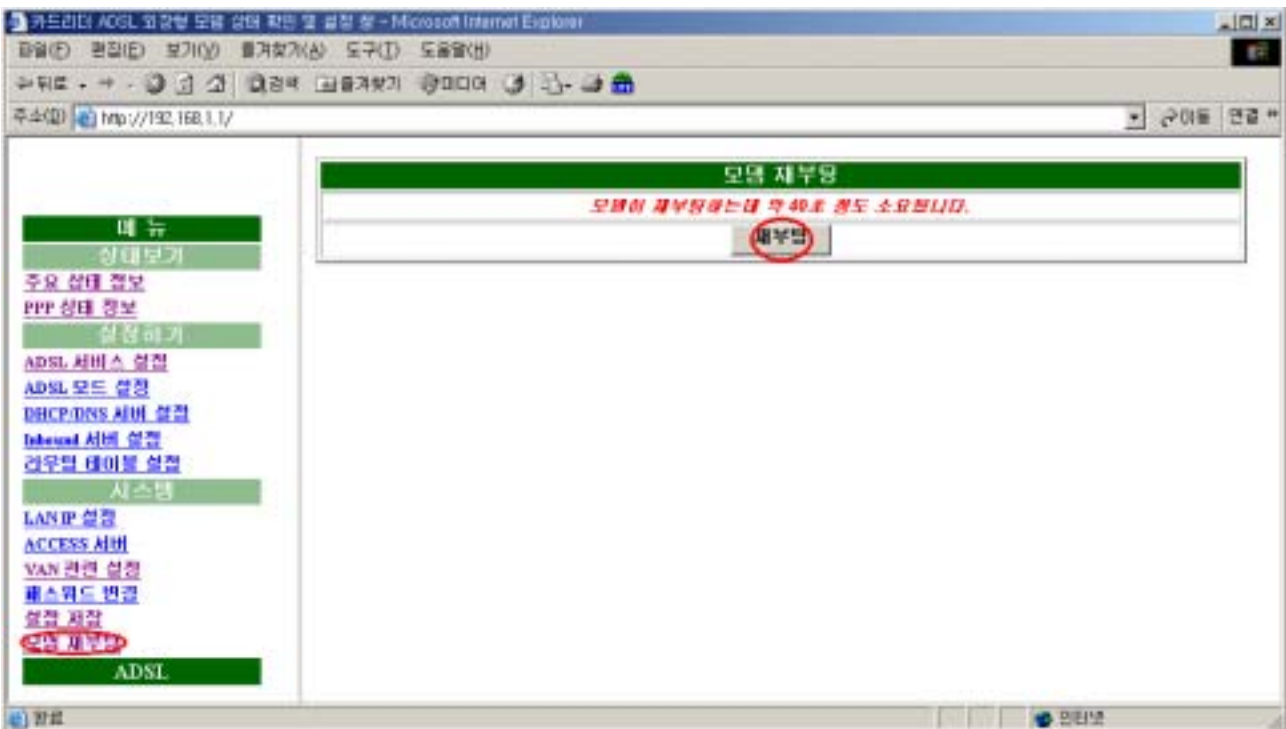 카드리더 ADSL 외장형 모뎀 상태 확인 및 설정 창 - Microsoft Internet Explorer
파일(F) 편집(E) 보기(V) 즐겨찾기(A) 도구(T) 도움말(H)
뒤로 검색 즐겨찾기 미디어
주소(D) http://192.168.1.1/ 이동 연결 »
모뎀 재부팅
모뎀이 재부팅하는데 약 40초 정도 소요됩니다.
재부팅
메 뉴
상태보기
주요 상태 정보
PPP 상태 정보
설정하기
ADSL 서비스 설정
ADSL 모드 설정
DHCP/DNS 서버 설정
Inbound 서버 설정
라우팅 테이블 설정
시스템
LAN IP 설정
ACCESS 서버
VAN 관련 설정
패스워드 변경
설정 저장
모뎀 재부팅
ADSL
완료 인터넷